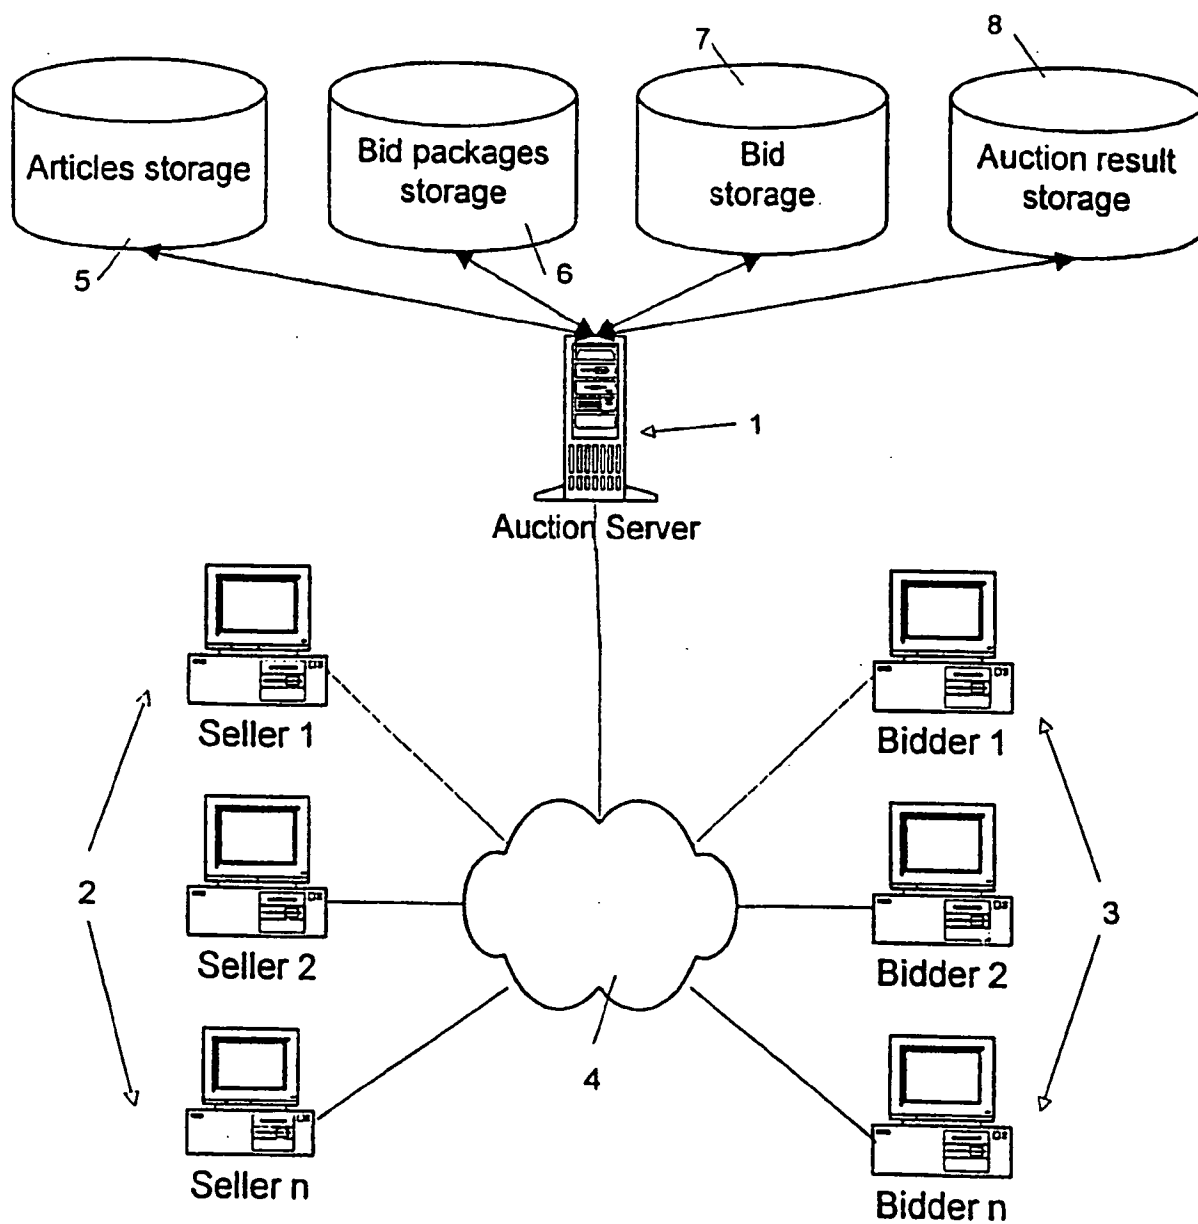 7
8
Articles storage
Bid packages
storage
Bid
storage
Auction result
storage
5
6
1
Auction Server
Seller 1
Bidder 1
2
3
Seller 2
Bidder 2
4
Seller n
Bidder n